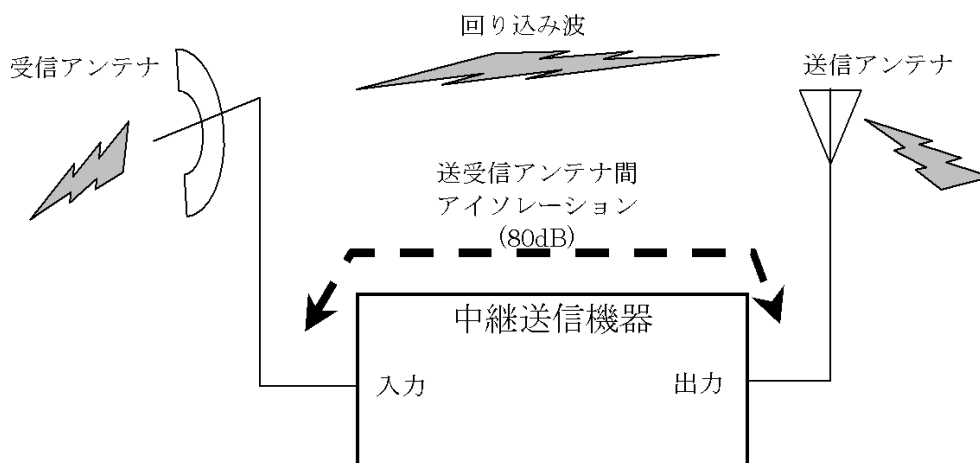 回り込み波
受信アンテナ
送信アンテナ
送受信アンテナ間
アイソレーション
(80dB)
中継送信機器
入力
出力